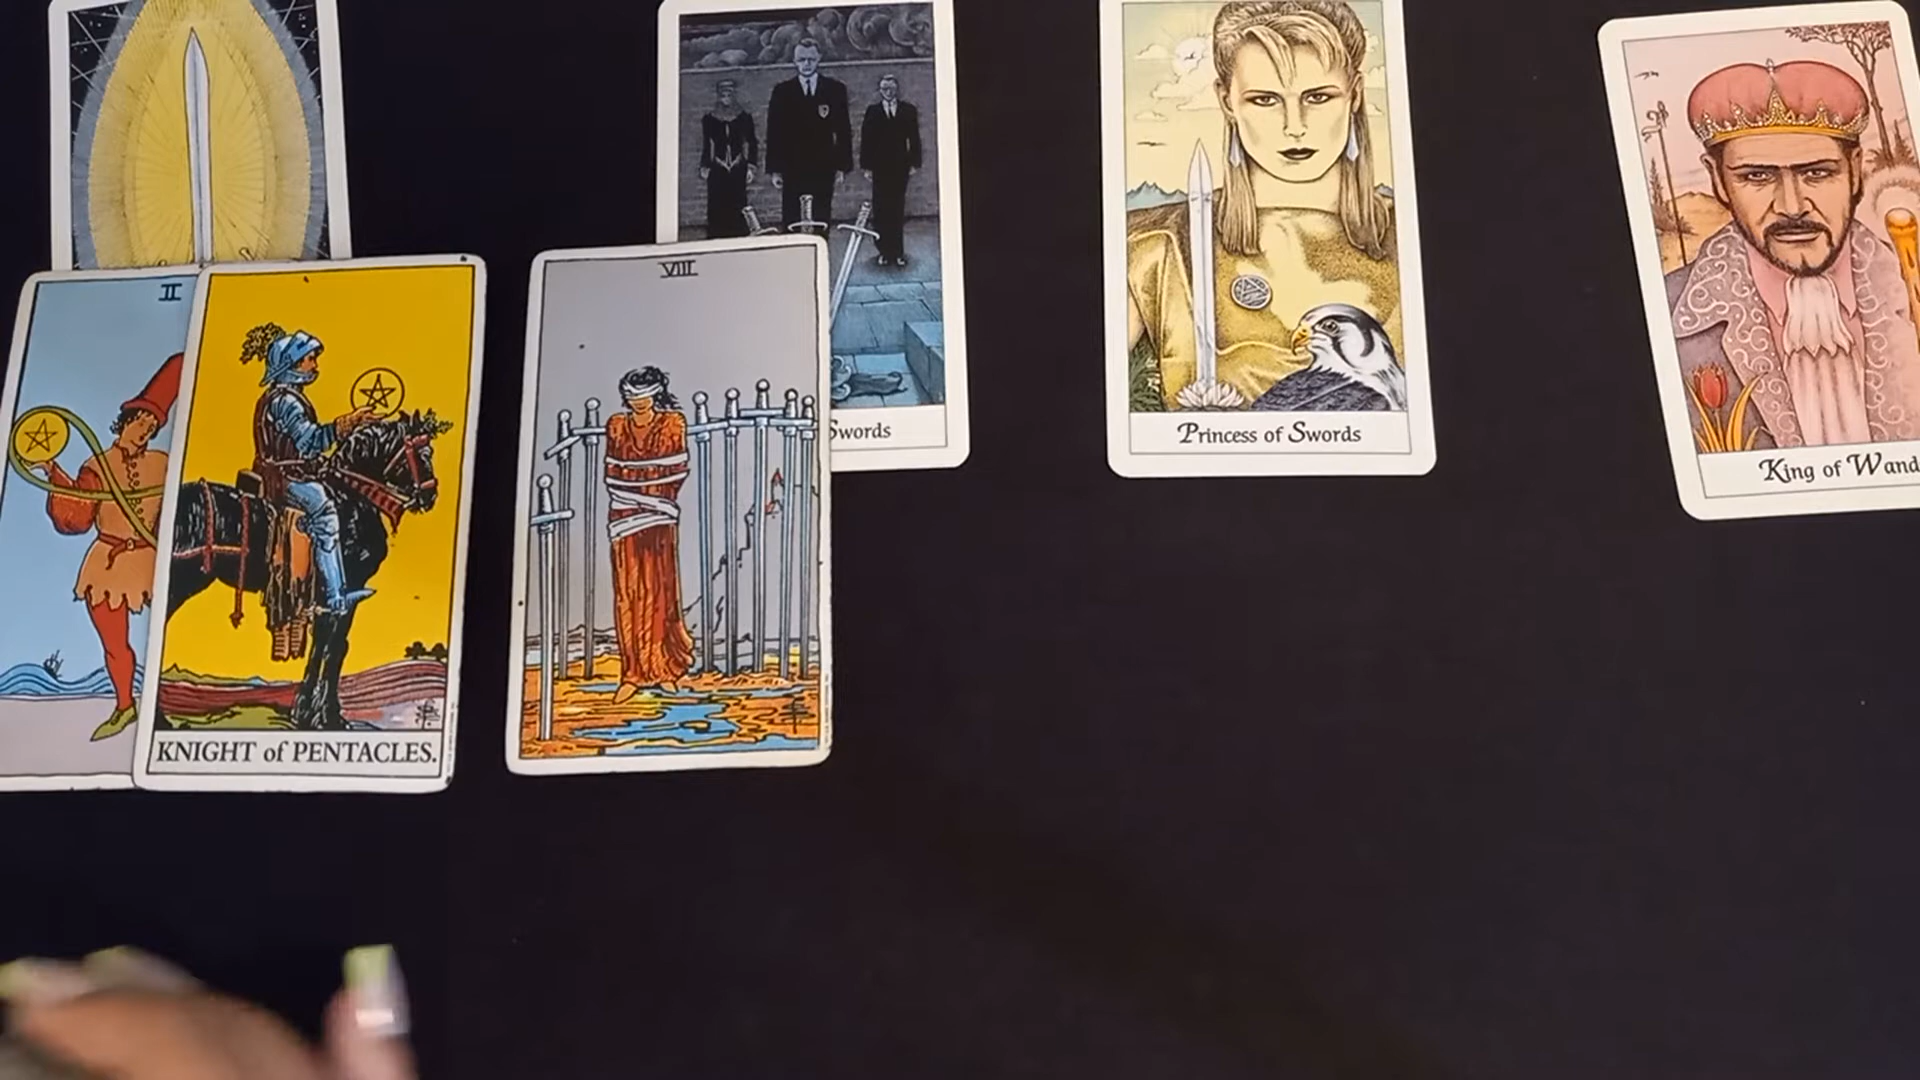 Swords
Princess of Swords
King of Wand
II
VIII
KNIGHT of PENTACLES.